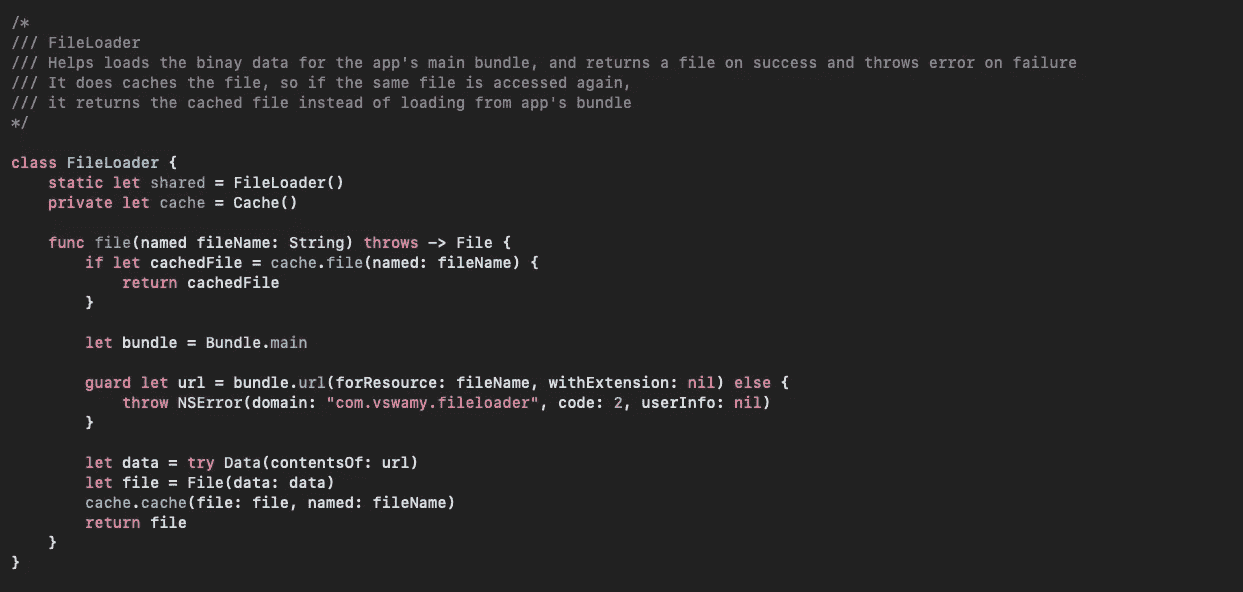 /*
/// FileLoader
/// Helps loads the binay data for the app's main bundle, and returns a file on success and throws error on failure
/// It does caches the file, so if the same file is accessed again,
/// it returns the cached file instead of loading from app's bundle
*/
class FileLoader {
static let shared = FileLoader()
private let cache = Cache()
func file(named fileName: String) throws -> File {
if let cachedFile = cache.file(named: fileName) {
return cachedFile
}
let bundle = Bundle.main
guard let url = bundle.url(forResource: fileName, withExtension: nil) else {
throw NSError(domain: "com.vswamy.fileloader", code: 2, userInfo: nil)
}
let data = try Data(contentsOf: url)
let file = File(data: data)
cache.cache(file: file, named: fileName)
return file
}
}